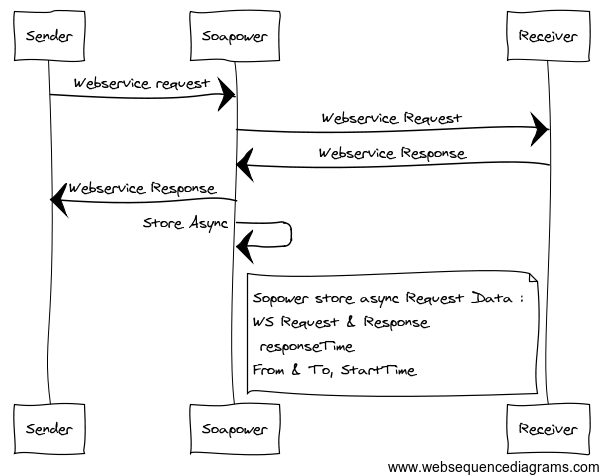 Sender Soapower Receiver
Webservice request
Webservice Request
Webservice Response
Webservice Response
Store Async
Sopower store async Request Data :
WS Request & Response
responseTime
From & To, StartTime
Sender Soapower Receiver
www.websequencediagrams.com